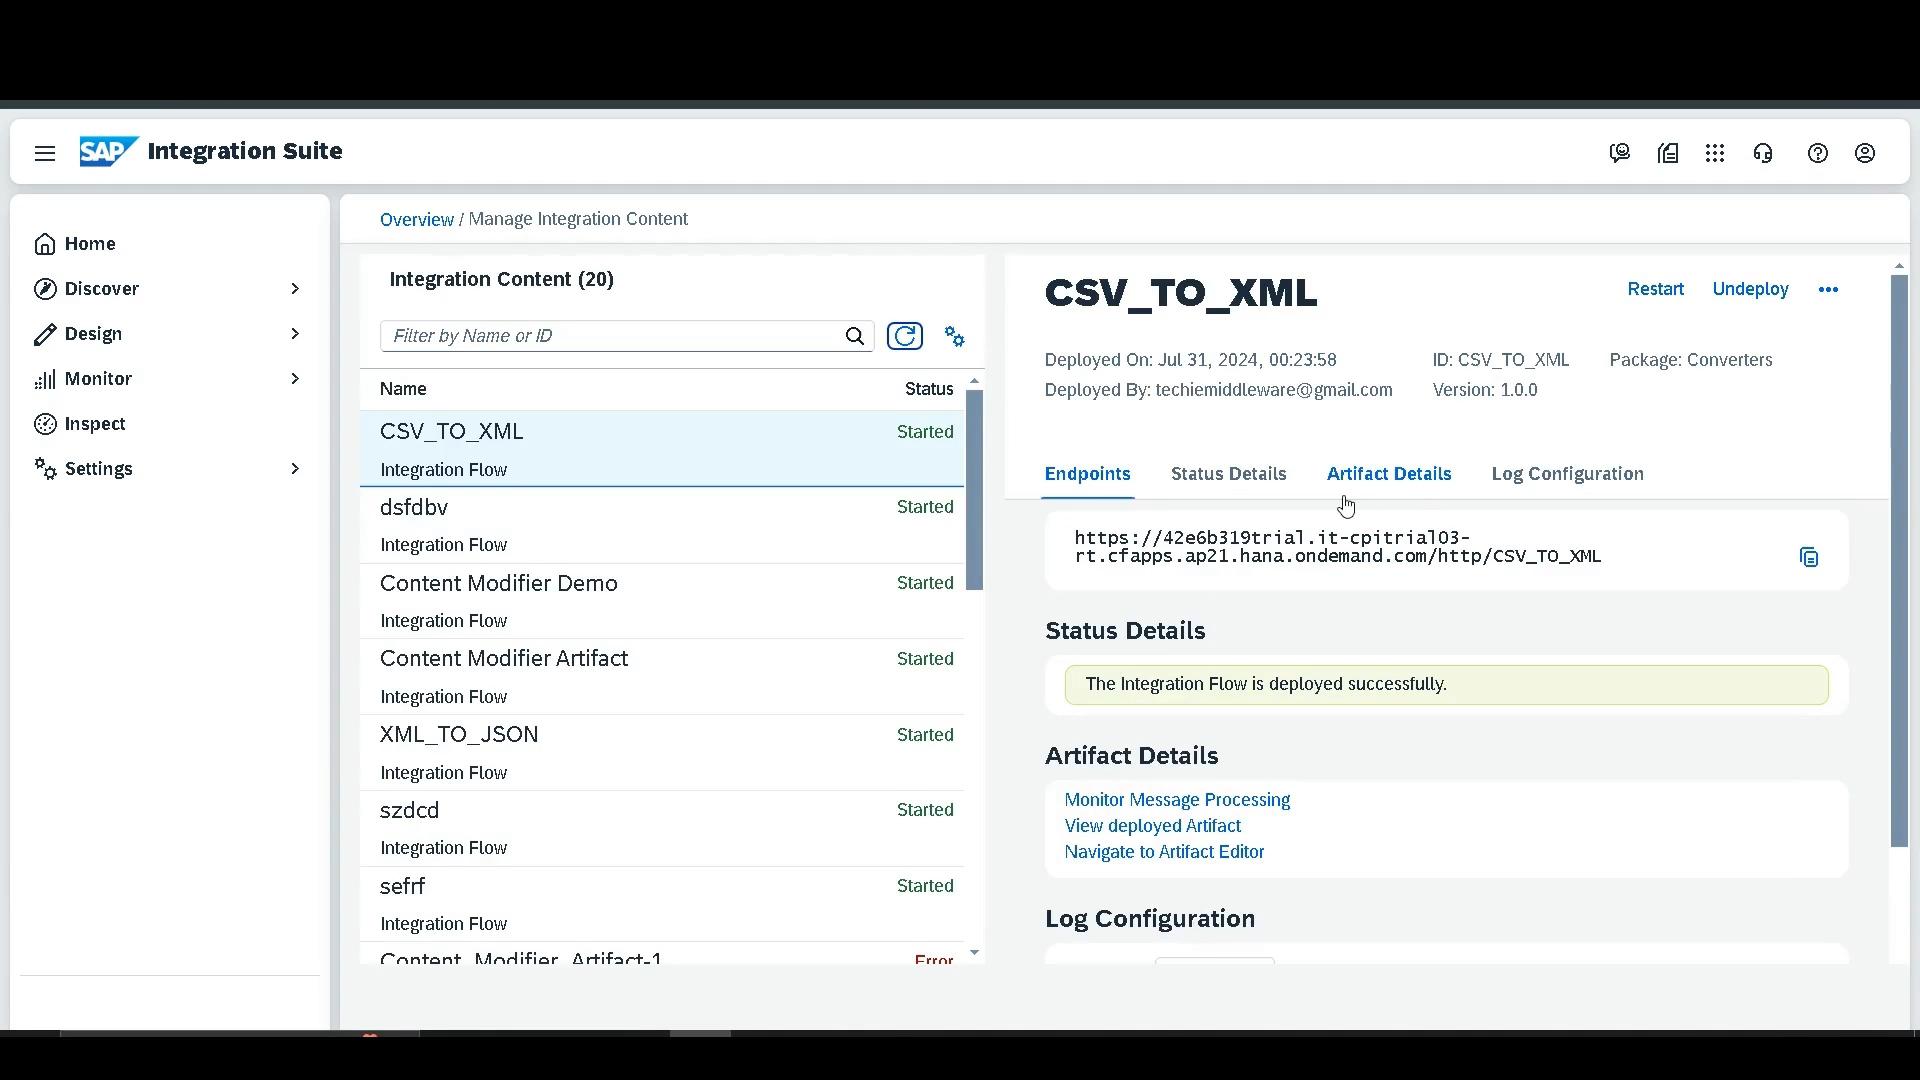 SAP Integration Suite
Home
Discover
Design
Monitor
Inspect
Settings
Overview / Manage Integration Content
Integration Content (20)
Filter by Name or ID
Name Status
CSV_TO_XML Started
Integration Flow
dsfdbv Started
Integration Flow
Content Modifier Demo Started
Integration Flow
Content Modifier Artifact Started
Integration Flow
XML_TO_JSON Started
Integration Flow
szdcd Started
Integration Flow
sefrf Started
Integration Flow
Content_Modifier_Artifact-1 Error
CSV_TO_XML
Restart Undeploy
Deployed On: Jul 31, 2024, 00:23:58 ID: CSV_TO_XML Package: Converters
Deployed By: techiemiddleware@gmail.com Version: 1.0.0
Endpoints Status Details Artifact Details Log Configuration
https://42e6b319trial.it-cpitrial03-
rt.cfapps.ap21.hana.ondemand.com/http/CSV_TO_XML
Status Details
The Integration Flow is deployed successfully.
Artifact Details
Monitor Message Processing
View deployed Artifact
Navigate to Artifact Editor
Log Configuration